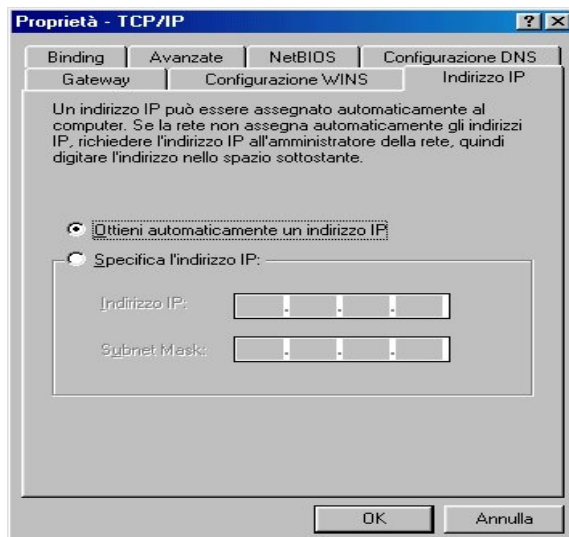 Proprietà - TCP/IP
Binding Avanzate NetBIOS Configurazione DNS
Gateway Configurazione WINS Indirizzo IP
Un indirizzo IP può essere assegnato automaticamente al
computer. Se la rete non assegna automaticamente gli indirizzi
IP, richiedere l'indirizzo IP all'amministratore della rete, quindi
digitare l'indirizzo nello spazio sottostante.
Ottieni automaticamente un indirizzo IP
Specifica l'indirizzo IP:
Indirizzo IP:
Subnet Mask:
OK Annulla